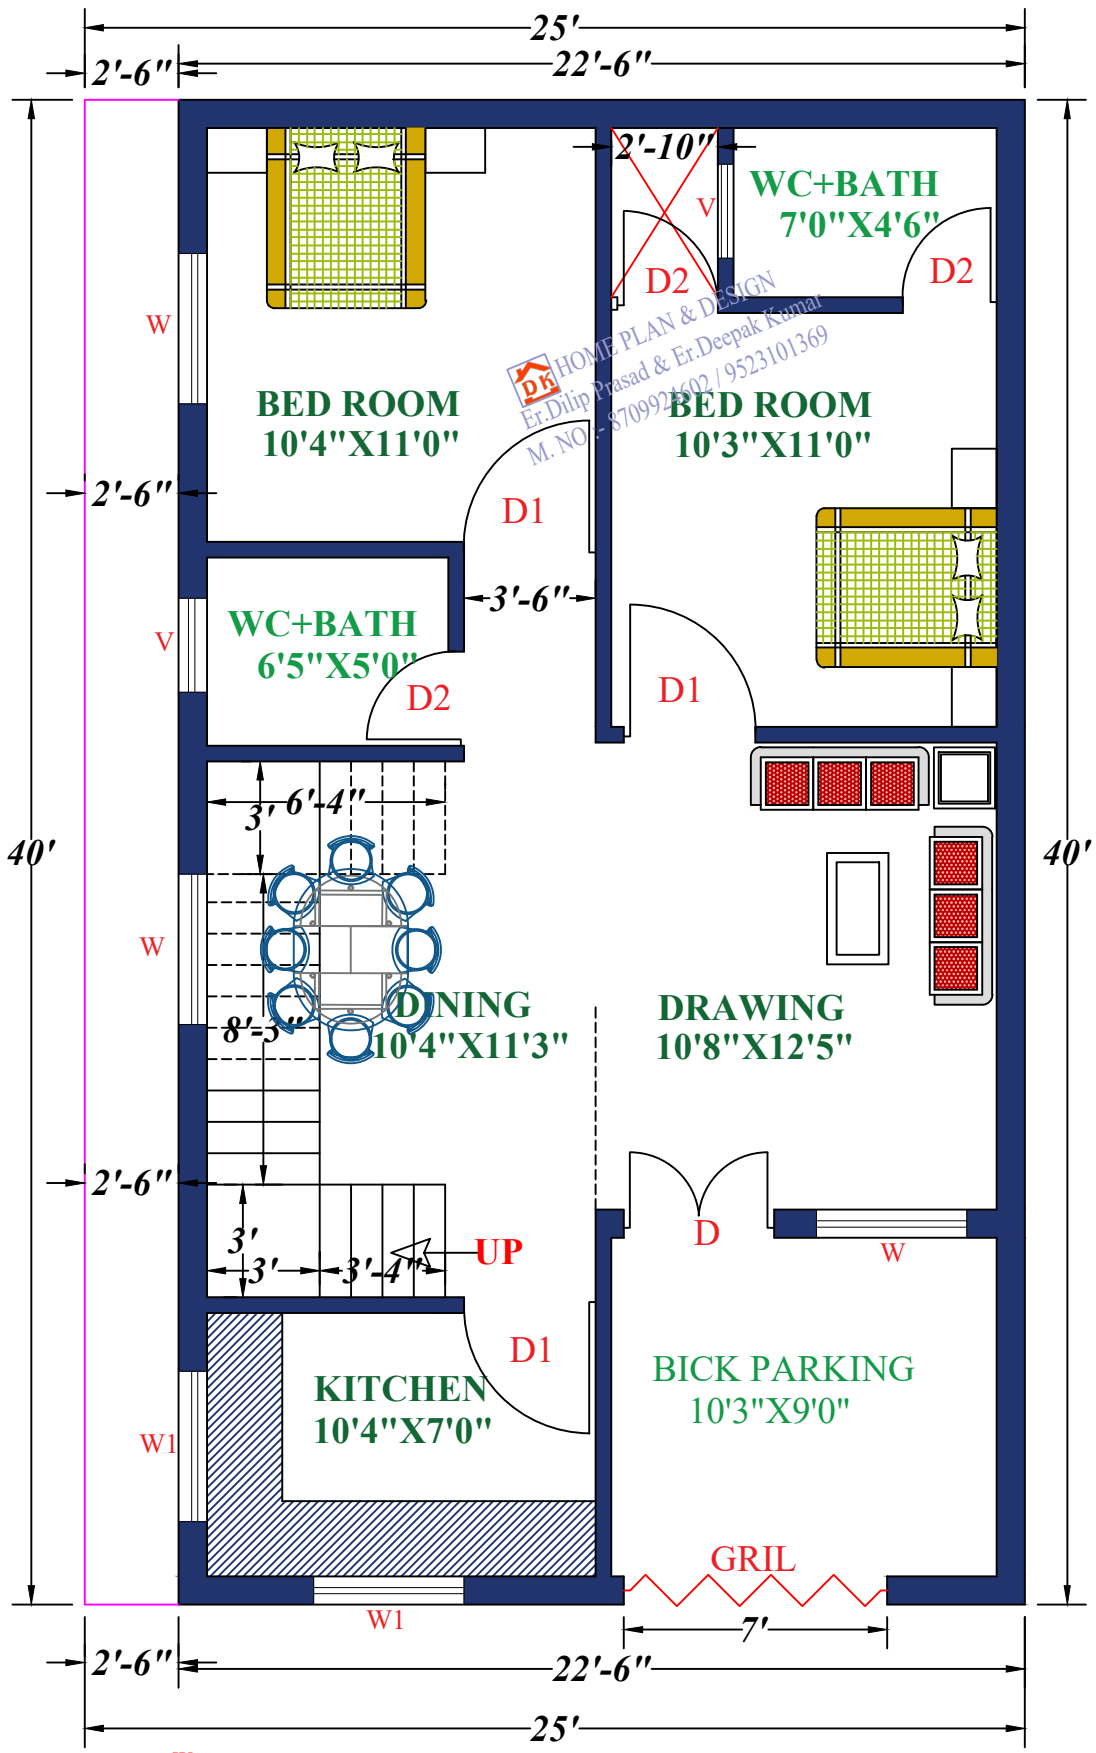 25'
2'-6"
22'-6"
2'-10"
WC+BATH
7'0"X4'6"
V
D2
D2
W
HOME PLAN & DESIGN
Er.Dilip Prasad & Er.Deepak Kumar
M. NO :- 8709924602 / 9523101369
DK
BED ROOM
10'4"X11'0"
BED ROOM
10'3"X11'0"
2'-6"
D1
3'-6"
WC+BATH
6'5"X5'0"
V
D2
D1
6'-4"
3'
40'
40'
W
DINING
10'4"X11'3"
DRAWING
10'8"X12'5"
8'-3"
2'-6"
3'
3'
3'-4"
UP
D
W
D1
KITCHEN
10'4"X7'0"
BICK PARKING
10'3"X9'0"
W1
GRIL
W1
7'
2'-6"
22'-6"
25'